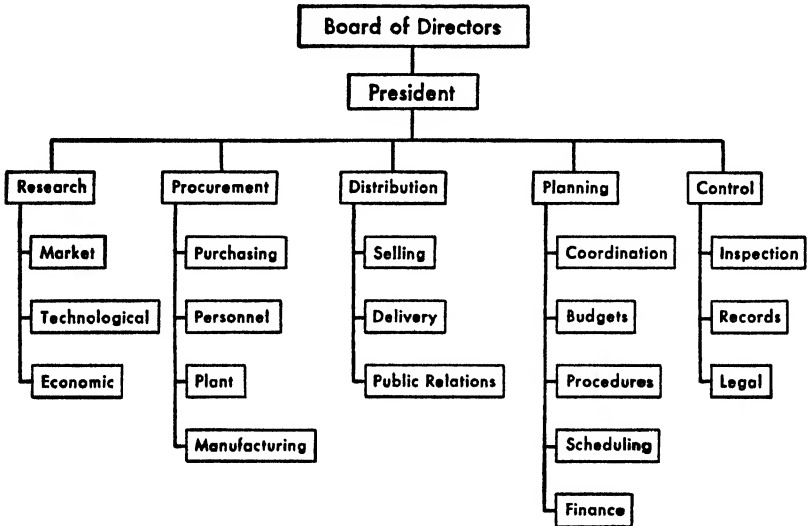 Board of Directors
President
Research
Procurement
Distribution
Planning
Control
Market
Purchasing
Selling
Coordination
Inspection
Technological
Personnel
Delivery
Budgets
Records
Economic
Plant
Public Relations
Procedures
Legal
Manufacturing
Scheduling
Finance